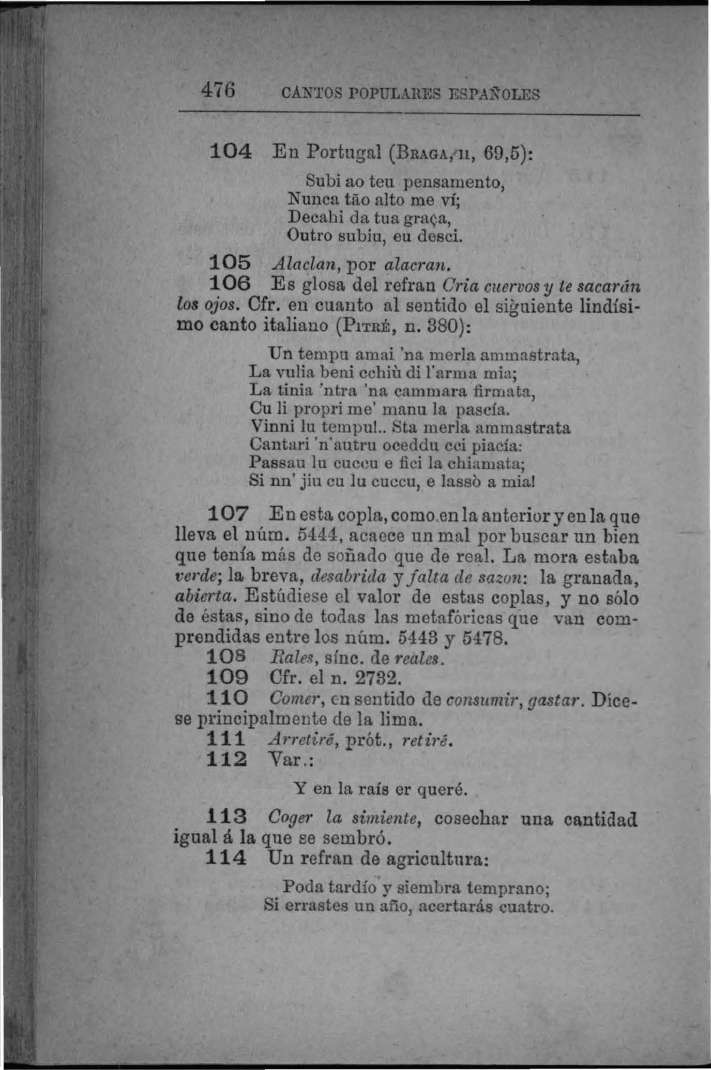 476 CANTOS POPULARES ESPAÑOLES
104 En Portugal (BRAGA, II, 69,5):
Subi ao teu pensamento,
Nunca tão alto me ví;
Decahi da tua graça,
Outro subiu, eu desci.
105 Alaclan, por alacran.
106 Es glosa del refran Cria cuervos y te sacarán
los ojos. Cfr. en cuanto al sentido el siguiente lindísi-
mo canto italiano (PITRÉ, n. 380):
Un tempu amai 'na merla ammastrata,
La vulia beni cchiù di l'arma mia;
La tinia 'ntra 'na cammara firmata,
Cu li propri me' manu la pascía.
Vinni lu tempu!.. Sta merla ammastrata
Cantari 'n'autru oceddu cci piacía:
Passau lu cuccu e fici la chiamata;
Si nn' jiu cu lu cuccu, e lassò a mia!
107 En esta copla, como en la anterior y en la que
lleva el núm. 5444, acaece un mal por buscar un bien
que tenía más de soñado que de real. La mora estaba
verde; la breva, desabrida y falta de sazon: la granada,
abierta. Estúdiese el valor de estas coplas, y no sólo
de éstas, sino de todas las metafóricas que van com-
prendidas entre los núm. 5443 y 5478.
108 Rales, sínc. de reales.
109 Cfr. el n. 2732.
110 Comer, en sentido de consumir, gastar. Díce-
se principalmente de la lima.
111 Arretiré, prót., retiré.
112 Var.:
Y en la raís er queré.
113 Coger la simiente, cosechar una cantidad
igual á la que se sembró.
114 Un refran de agricultura:
Poda tardío y siembra temprano;
Si errastes un año, acertarás cuatro.